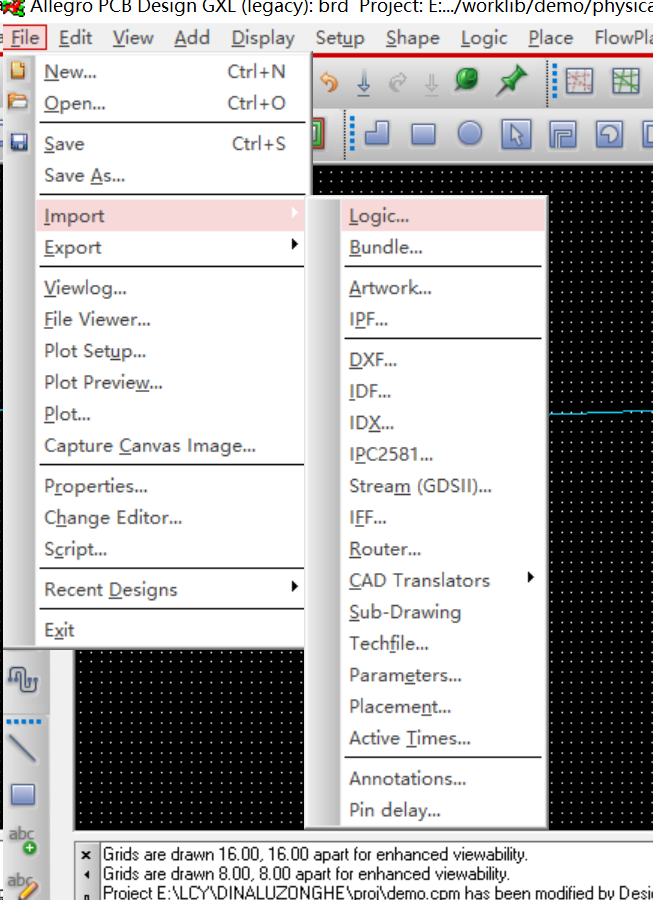 Allegro PCB Design GXL (legacy): brd Project: E:.../worklib/demo/physica
File Edit View Add Display Setup Shape Logic Place FlowPla
New... Ctrl+N
Open... Ctrl+O
Save Ctrl+S
Save As...
Import
Export
Viewlog...
File Viewer...
Plot Setup...
Plot Preview...
Plot...
Capture Canvas Image...
Properties...
Change Editor...
Script...
Recent Designs
Exit
Logic...
Bundle...
Artwork...
IPF...
DXF...
IDF...
IDX...
IPC2581...
Stream (GDSII)...
IFF...
Router...
CAD Translators
Sub-Drawing
Techfile...
Parameters...
Placement...
Active Times...
Annotations...
Pin delay...
abc
abc
Grids are drawn 16.00, 16.00 apart for enhanced viewability.
Grids are drawn 8.00, 8.00 apart for enhanced viewability.
Project E:\LCY\DINALUZONGHE\proj\demo.cpm has been modified by Desi